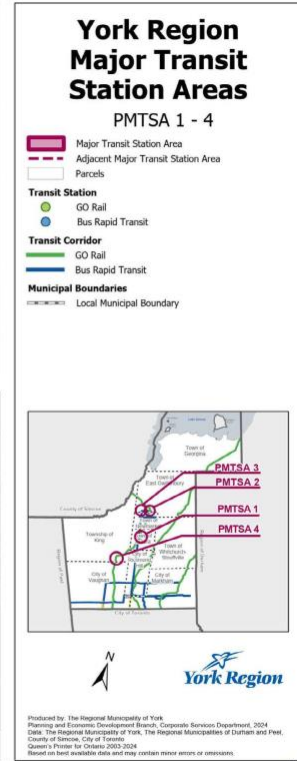 York Region
Major Transit
Station Areas
PMTSA 1 - 4
Major Transit Station Area
Adjacent Major Transit Station Area
Parcels
Transit Station
GO Rail
Bus Rapid Transit
Transit Corridor
GO Rail
Bus Rapid Transit
Municipal Boundaries
Local Municipal Boundary
Town of
Georgina
Town of
East Gwillimbury
PMTSA 3
PMTSA 2
County of Simcoe
PMTSA 1
Township of
King
PMTSA 4
Town of
Whitchurch
Stouffville
City of
Vaughan
City of
Markham
City of Toronto
N
York Region
Produced by: The Regional Municipality of York
Planning and Economic Development Branch, Corporate Services Department, 2024
Data: The Regional Municipality of York, The Regional Municipalities of Durham and Peel,
County of Simcoe, City of Toronto
Queen's Printer for Ontario 2003-2024
Based on best available data and may contain minor errors or omissions.